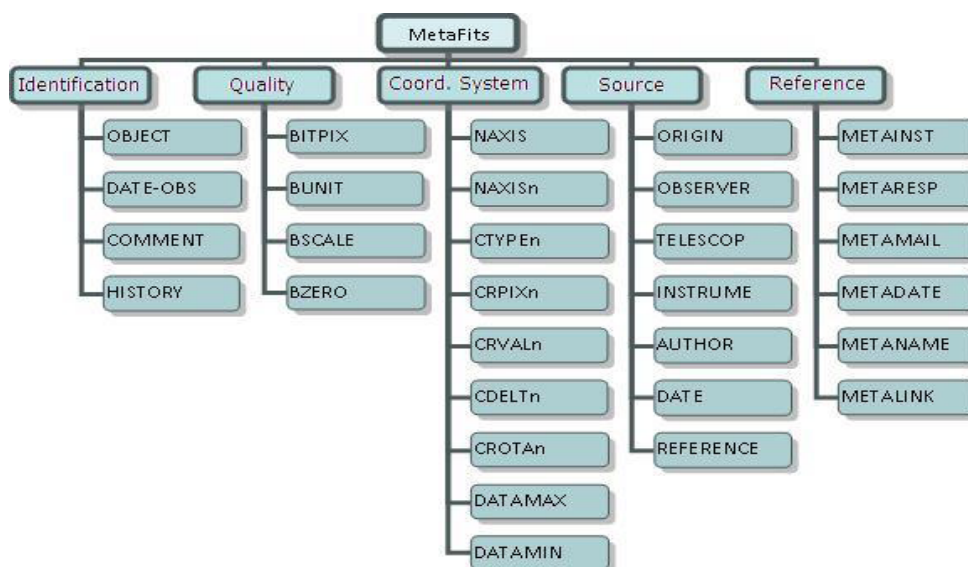 MetaFits
Identification
Quality
Coord. System
Source
Reference
OBJECT
DATE-OBS
COMMENT
HISTORY
BITPIX
BUNIT
BSCALE
BZERO
NAXIS
NAXISn
CTYPEn
CRPIXn
CRVALn
CDELTn
CROTAn
DATAMAX
DATAMIN
ORIGIN
OBSERVER
TELESCOP
INSTRUME
AUTHOR
DATE
REFERENCE
METAINST
METARESP
METAMAIL
METADATE
METANAME
METALINK